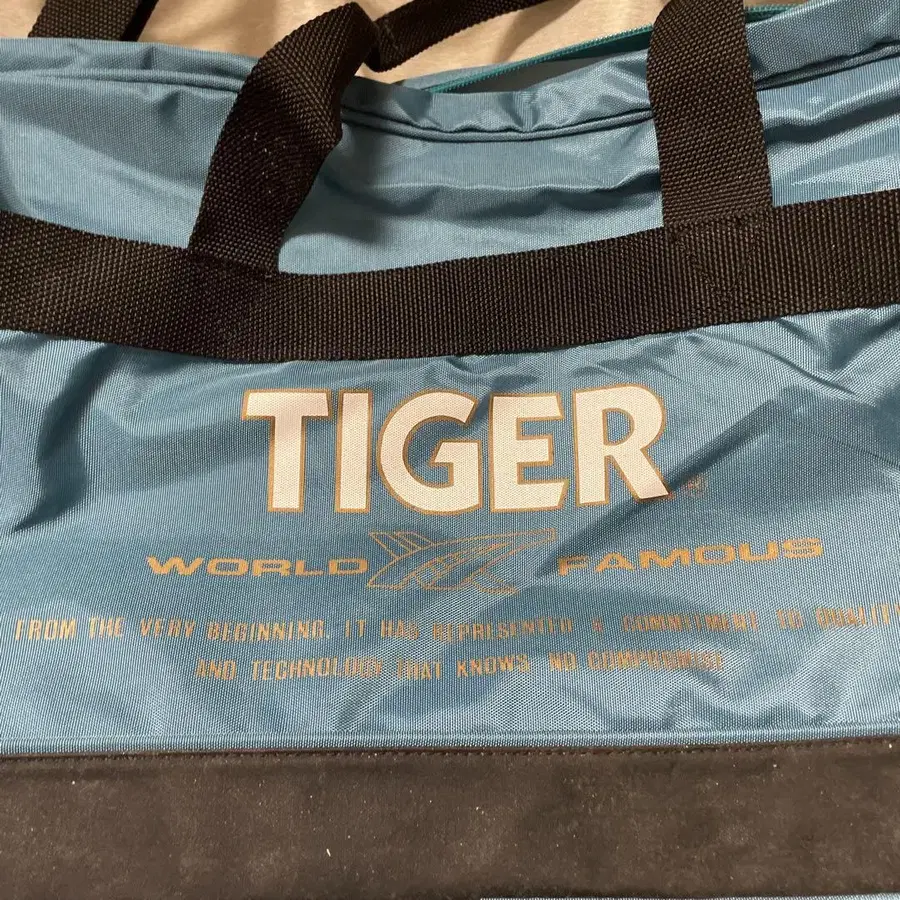 TIGER ®
WORLD FAMOUS
FROM THE VERY BEGINNING, IT HAS REPRESENTED A COMMITMENT TO QUALITY
AND TECHNOLOGY THAT KNOWS NO COMPROMISE